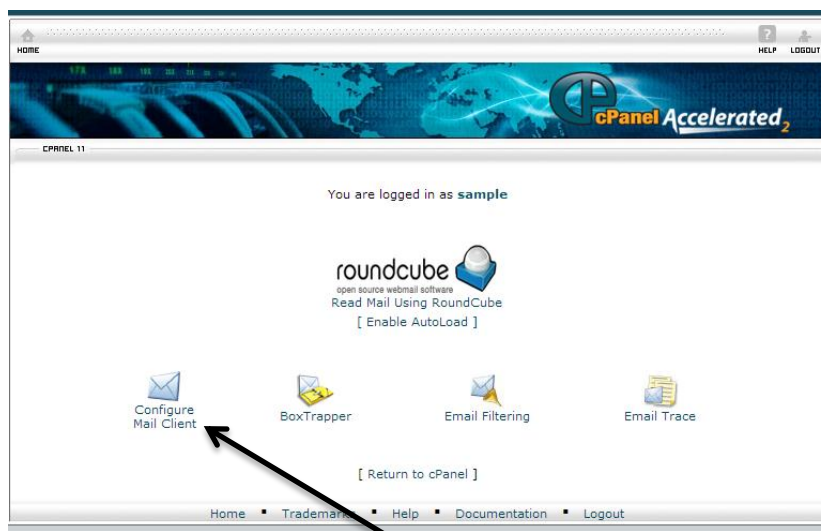 HOME
HELP LOGOUT
cPanel Accelerated2
CPANEL 11
You are logged in as sample
roundcube
open source webmail software
Read Mail Using RoundCube
[ Enable AutoLoad ]
Configure
Mail Client
BoxTrapper
Email Filtering
Email Trace
[ Return to cPanel ]
Home ▪ Trademarks ▪ Help ▪ Documentation ▪ Logout